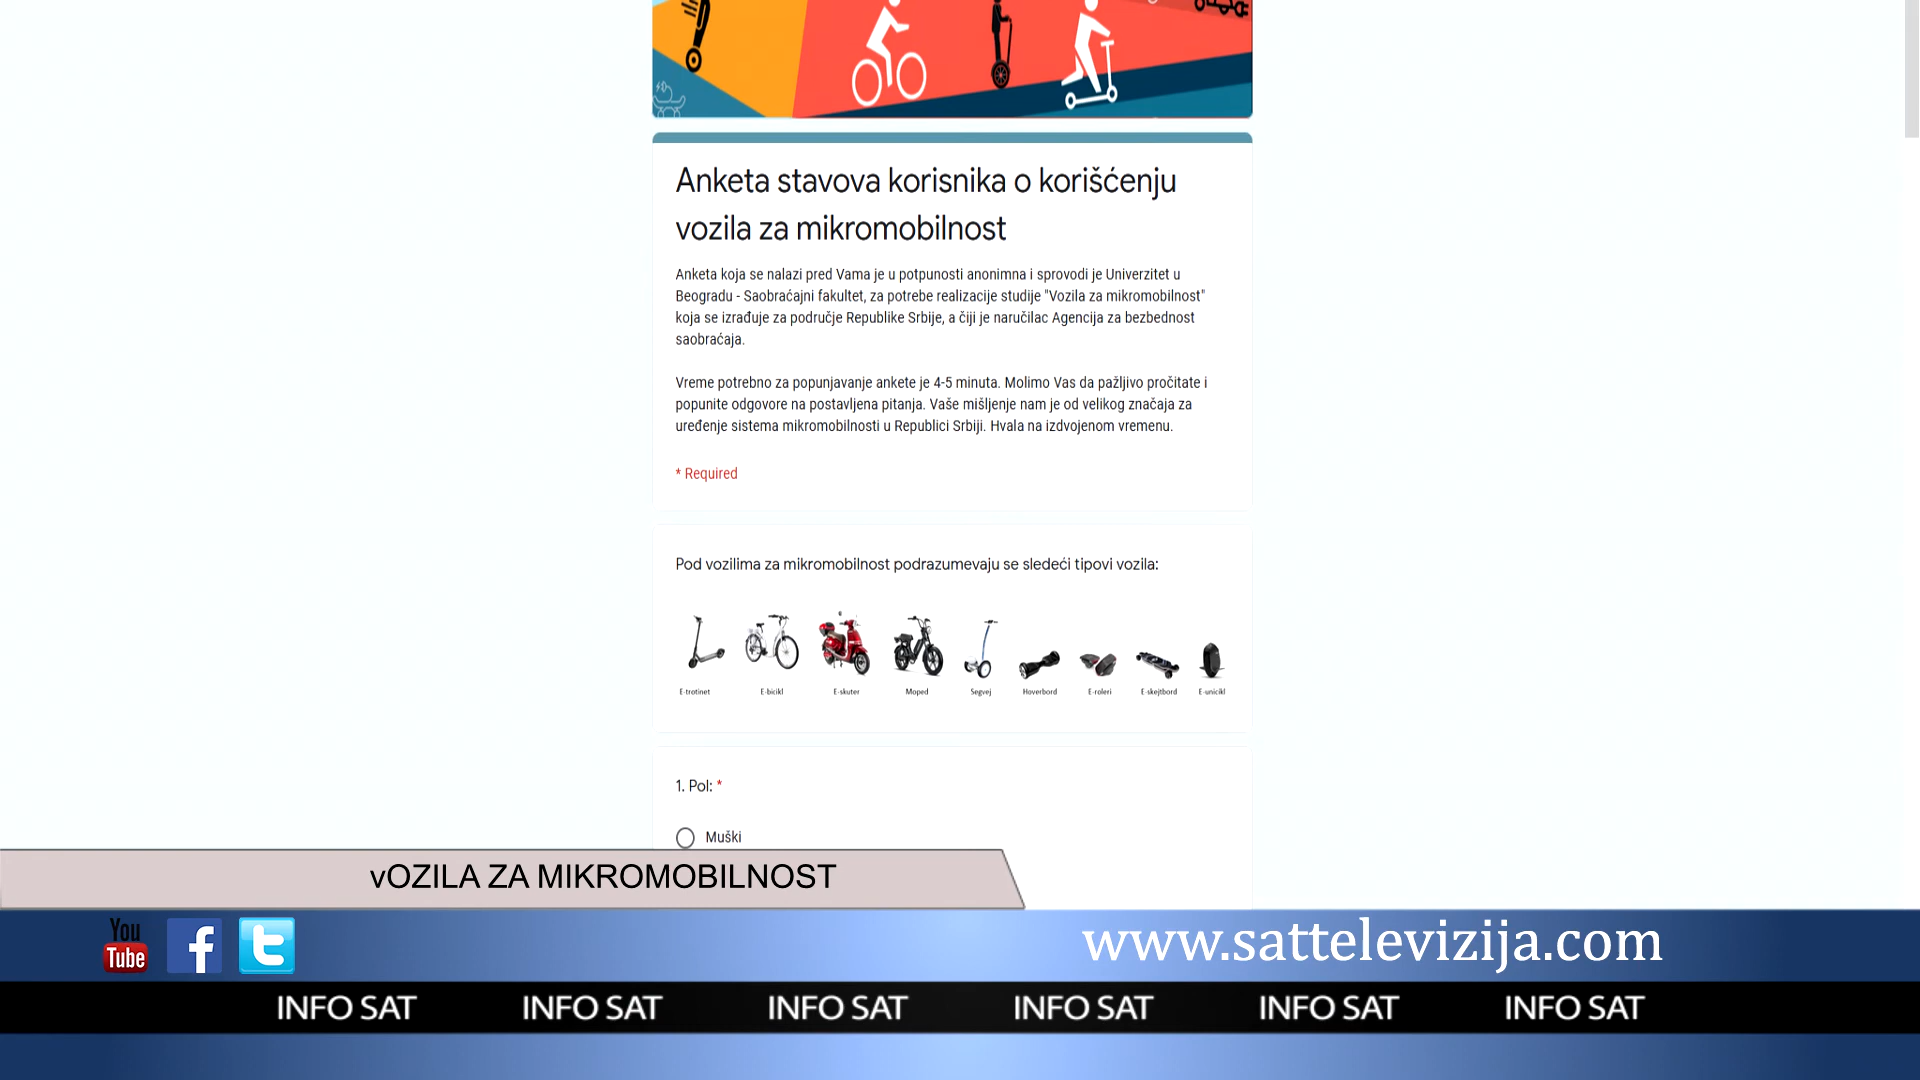 Anketa stavova korisnika o korišćenju
vozila za mikromobilnost
Anketa koja se nalazi pred Vama je u potpunosti anonimna i sprovodi je Univerzitet u
Beogradu - Saobraćajni fakultet, za potrebe realizacije studije "Vozila za mikromobilnost"
koja se izrađuje za područje Republike Srbije, a čiji je naručilac Agencija za bezbednost
saobraćaja.
Vreme potrebno za popunjavanje ankete je 4-5 minuta. Molimo Vas da pažljivo pročitate i
popunite odgovore na postavljena pitanja. Vaše mišljenje nam je od velikog značaja za
uređenje sistema mikromobilnosti u Republici Srbiji. Hvala na izdvojenom vremenu.
* Required
Pod vozilima za mikromobilnost podrazumevaju se sledeći tipovi vozila:
E-trotinet E-bicikl E-skuter Moped Segvej Hoverbord E-roleri E-skejtbord E-unicikl
1. Pol: *
Muški
vOZILA ZA MIKROMOBILNOST
You
Tube
f
t
www.sattelevizija.com
INFO SAT INFO SAT INFO SAT INFO SAT INFO SAT INFO SAT